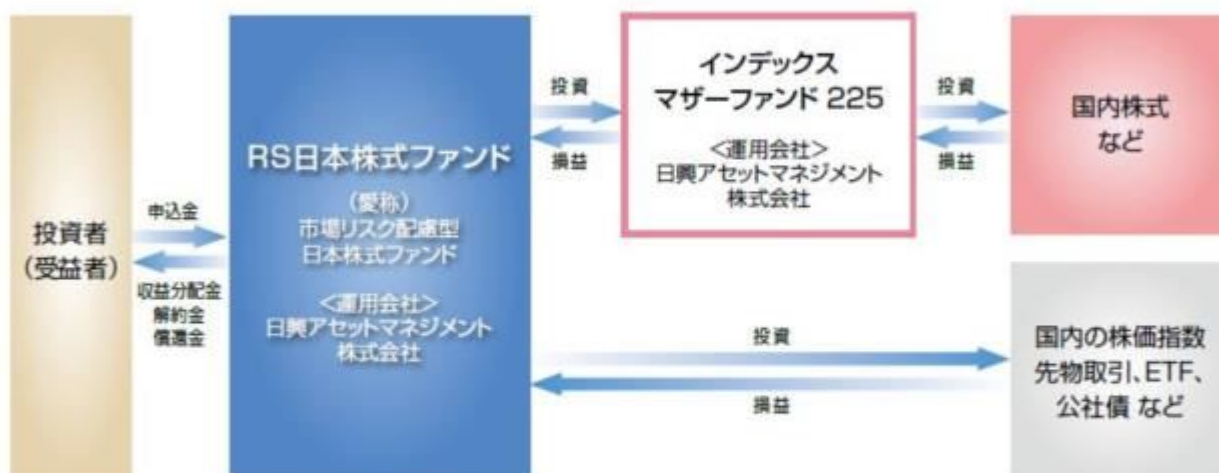 投資者
(受益者)
申込金
収益分配金
解約金
償還金
RS日本株式ファンド
(愛称)
市場リスク配慮型
日本株式ファンド
<運用会社>
日興アセットマネジメント
株式会社
投資
損益
インデックス
マザーファンド 225
<運用会社>
日興アセットマネジメント
株式会社
投資
損益
国内株式
など
投資
損益
国内の株価指数
先物取引、ETF、
公社債 など